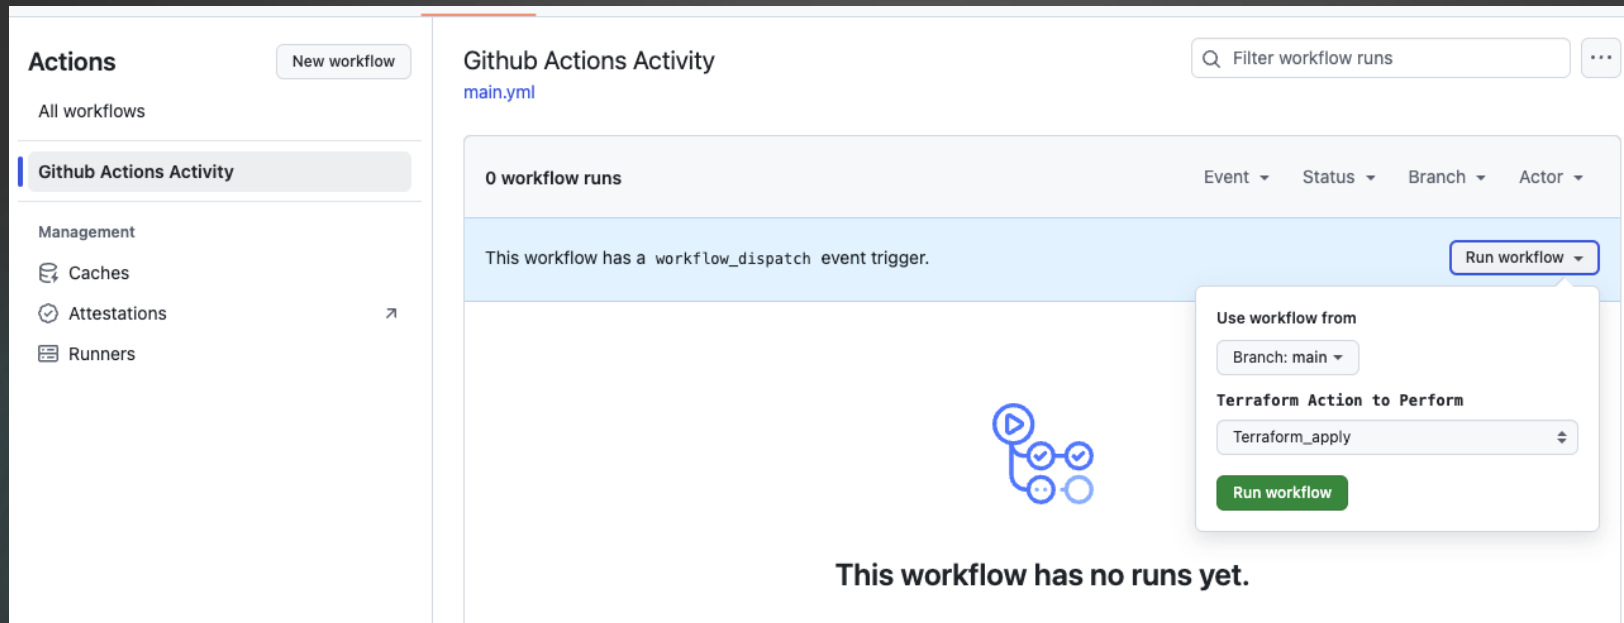 Actions
New workflow
All workflows
Github Actions Activity
Management
Caches
Attestations
Runners
Github Actions Activity
main.yml
Filter workflow runs
0 workflow runs
Event
Status
Branch
Actor
This workflow has a workflow_dispatch event trigger.
Run workflow
Use workflow from
Branch: main
Terraform Action to Perform
Terraform_apply
Run workflow
This workflow has no runs yet.